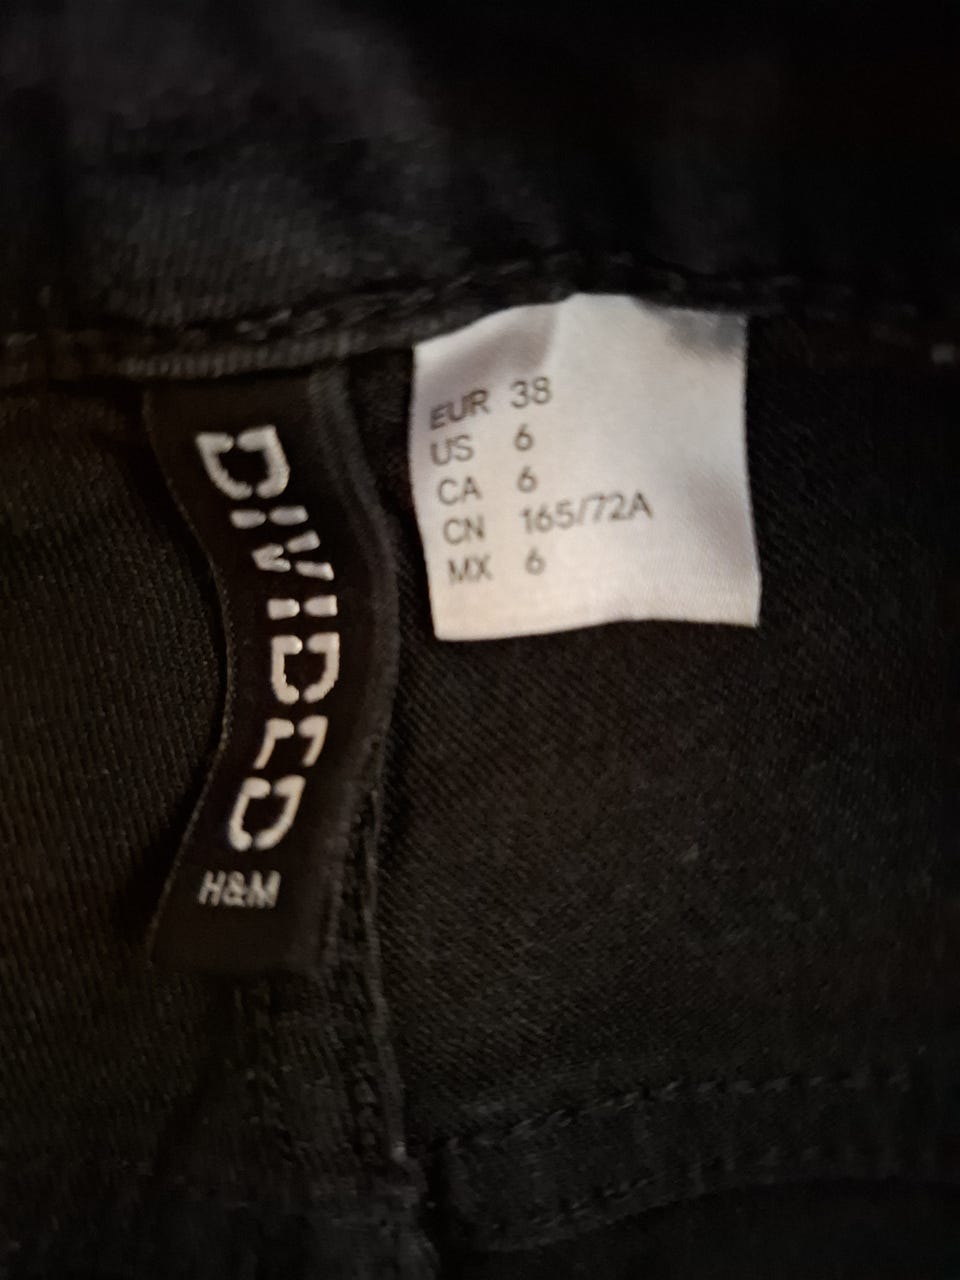 DIVIDED
H&M
EUR 38
US 6
CA 6
CN 165/72A
MX 6